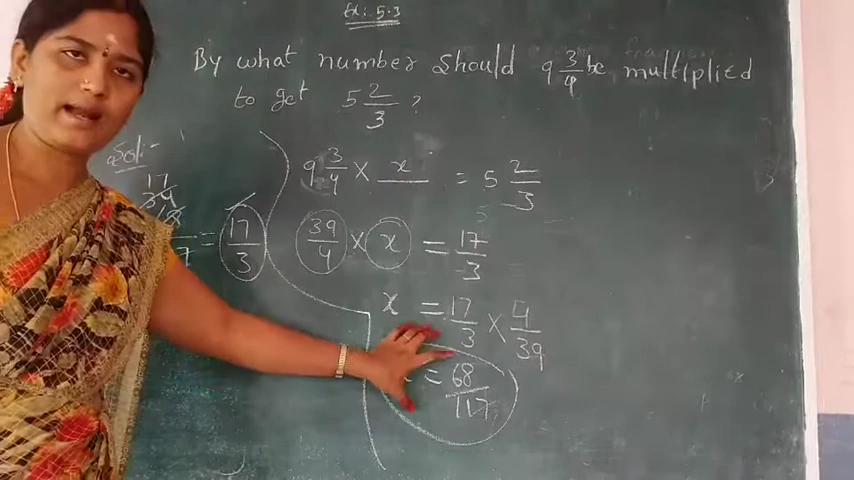 Ex: 5.3
By what number should 9 3/4 be multiplied
to get 5 2/3 ?
Sol:-
9 3/4 × x = 5 2/3
39/4 × x = 17/3
= 17/3
x = 17/3 × 4/39
= 68/117